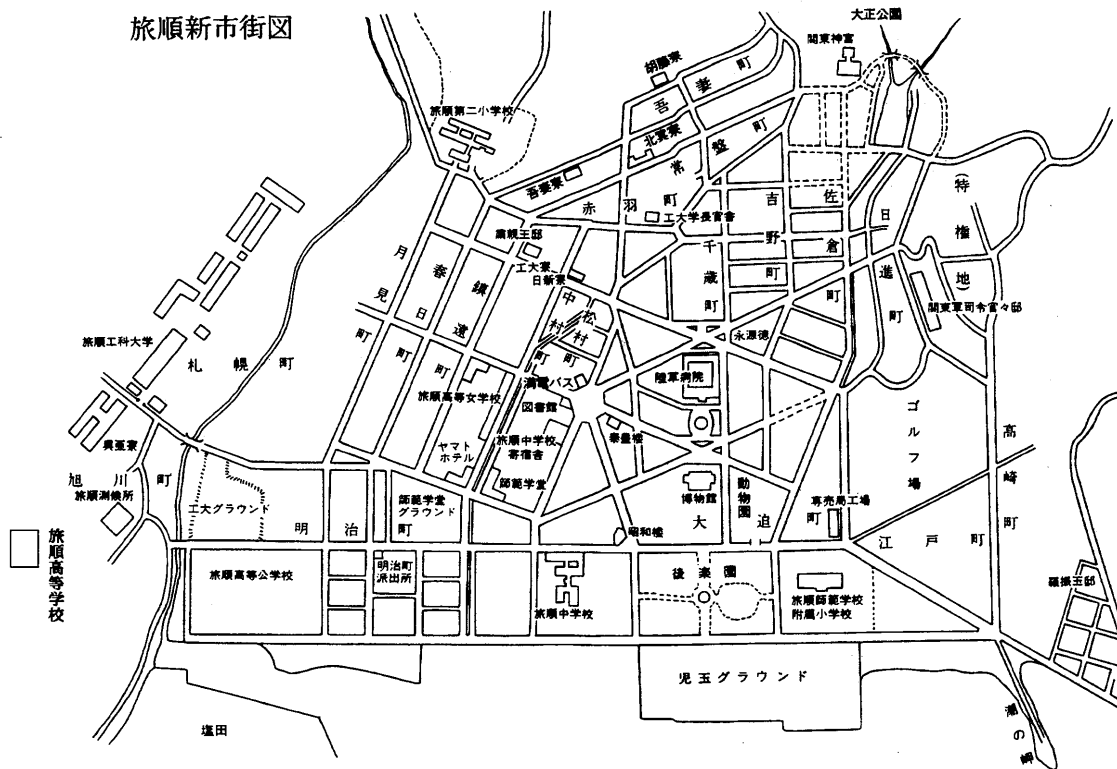 旅順新市街図
大正公園
関東神宮
胡藤寮
吾妻町
旅順第二小学校
北寮
常盤町
吾妻寮
赤羽町
工大学長官舎
吉野町
佐倉町
日進町
(特権地)
粛親王邸
工大寮
日新寮
千歳町
月見町
春日町
鎮遠町
中村町
松村町
関東軍司令官々邸
永源徳
旅順工科大学
札幌町
満電バス
陸軍病院
旅順高等女学校
図書館
興亜寮
ヤマト
ホテル
旅順中学校
寄宿舎
泰豊楼
ゴルフ場
高崎町
旭川町
旅順測候所
師範学堂
博物館
動物園
工大グラウンド
師範学堂
グラウンド
専売局工場
明治町
昭和楼
大迫町
江戸町
旅順高等学校
旅順高等公学校
明治町
派出所
後楽園
旅順中学校
旅順師範学校
附属小学校
羅振玉邸
児玉グラウンド
塩田
潮の岬